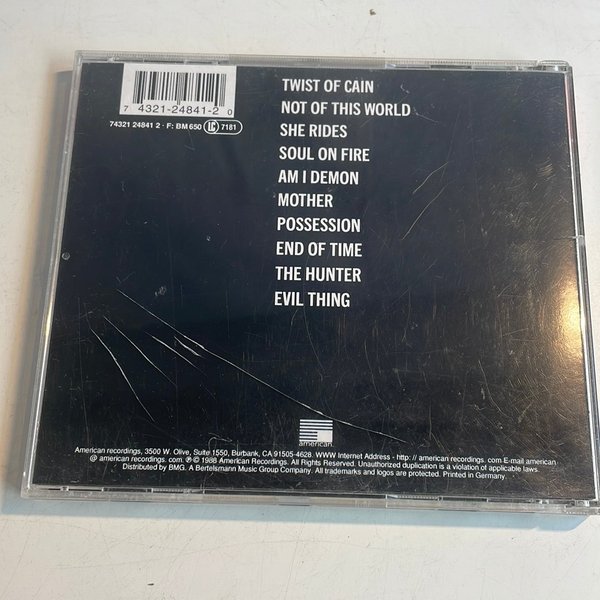 7 4321-24841-2 0
74321 24841 2 · F: BM 650 LC 7181
TWIST OF CAIN
NOT OF THIS WORLD
SHE RIDES
SOUL ON FIRE
AM I DEMON
MOTHER
POSSESSION
END OF TIME
THE HUNTER
EVIL THING
american
American recordings, 3500 W. Olive, Suite 1550, Burbank, CA 91505-4628. WWW Internet Address - http: // american recordings. com E-mail american
@ american recordings. com. ℗© 1988 American Recordings. All Rights Reserved. Unauthorized duplication is a violation of applicable laws.
Distributed by BMG. A Bertelsmann Music Group Company. All trademarks and logos are protected. Printed in Germany.